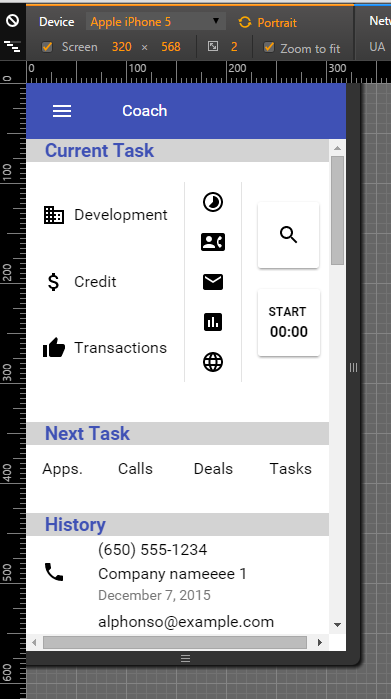 Device Apple iPhone 5 Portrait Netw
Screen 320 × 568 2 Zoom to fit UA
0 100 200 300
0
100
200
300
400
500
600
Coach
Current Task
Development
Credit
Transactions
START
00:00
Next Task
Apps. Calls Deals Tasks
History
(650) 555-1234
Company nameeee 1
December 7, 2015
alphonso@example.com